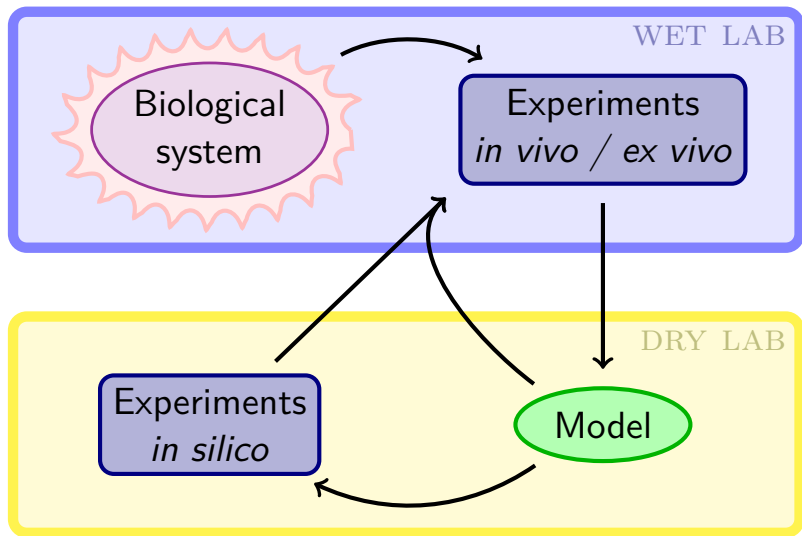 WET LAB
Biological
system
Experiments
in vivo / ex vivo
DRY LAB
Experiments
in silico
Model